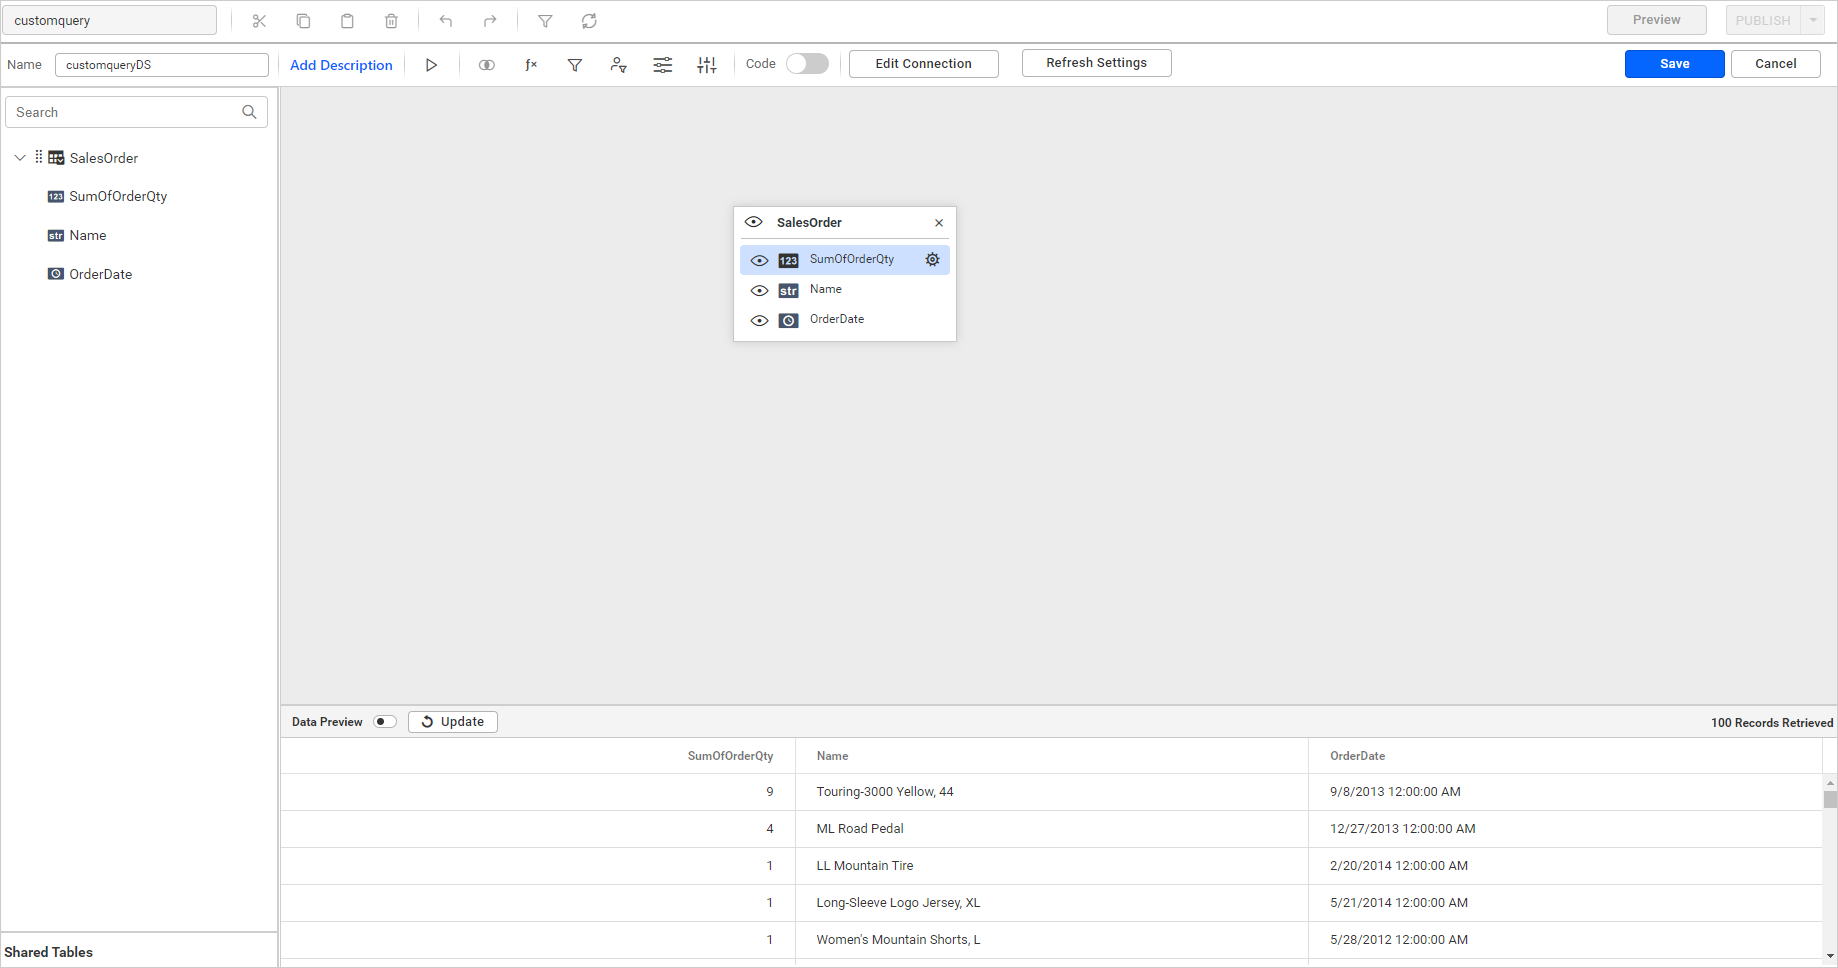 customquery
Preview
PUBLISH
Name
customqueryDS
Add Description
Code
Edit Connection
Refresh Settings
Save
Cancel
Search
SalesOrder
123 SumOfOrderQty
str Name
OrderDate
SalesOrder
123 SumOfOrderQty
str Name
OrderDate
Data Preview
Update
100 Records Retrieved
SumOfOrderQty Name OrderDate
9 Touring-3000 Yellow, 44 9/8/2013 12:00:00 AM
4 ML Road Pedal 12/27/2013 12:00:00 AM
1 LL Mountain Tire 2/20/2014 12:00:00 AM
1 Long-Sleeve Logo Jersey, XL 5/21/2014 12:00:00 AM
1 Women's Mountain Shorts, L 5/28/2012 12:00:00 AM
Shared Tables